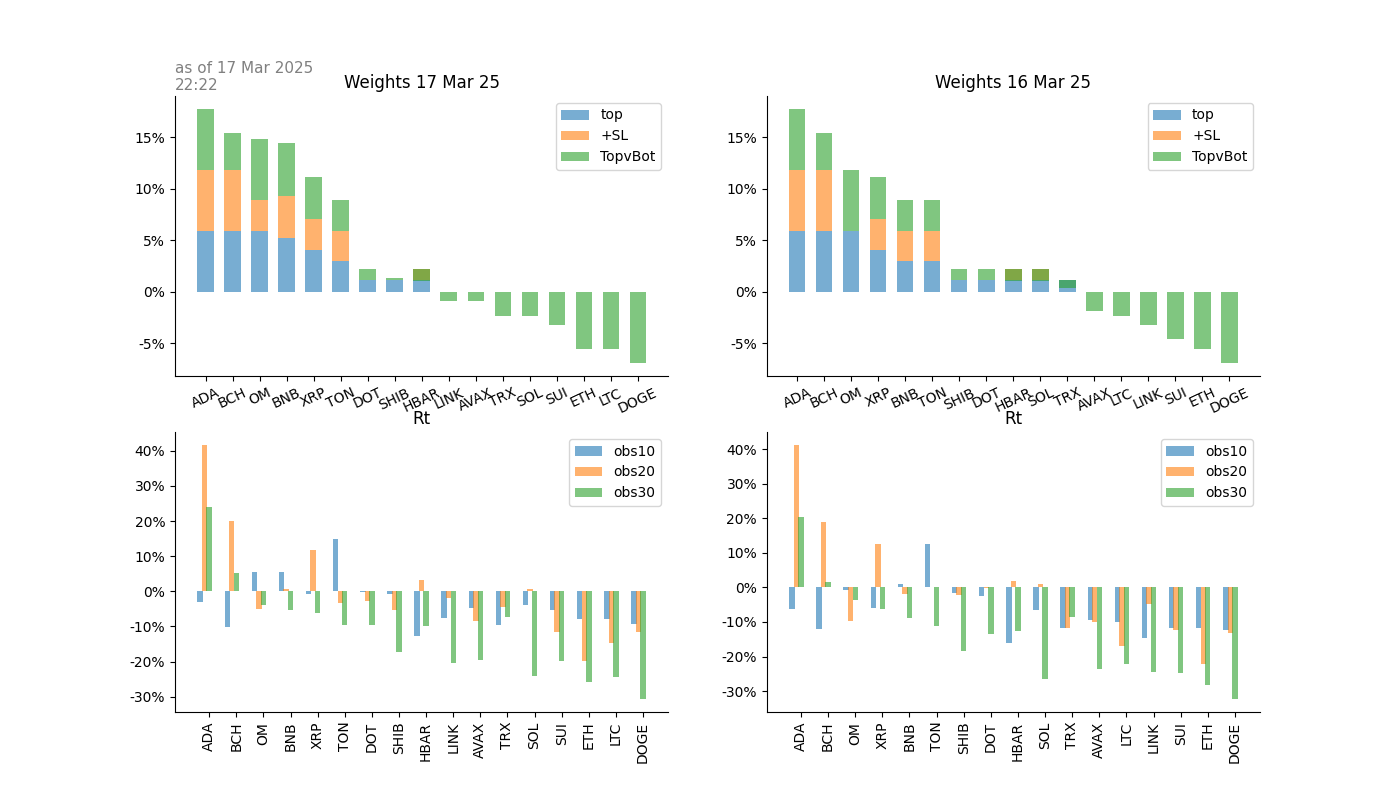 as of 17 Mar 2025
22:22
Weights 17 Mar 25
top
+SL
TopvBot
15%
10%
5%
0%
-5%
ADA BCH OM BNB XRP TON DOT SHIB HBAR LINK AVAX TRX SOL SUI ETH LTC DOGE
Weights 16 Mar 25
top
+SL
TopvBot
15%
10%
5%
0%
-5%
ADA BCH OM XRP BNB TON SHIB DOT HBAR SOL TRX AVAX LTC LINK SUI ETH DOGE
Rt
obs10
obs20
obs30
40%
30%
20%
10%
0%
-10%
-20%
-30%
ADA BCH OM BNB XRP TON DOT SHIB HBAR LINK AVAX TRX SOL SUI ETH LTC DOGE
Rt
obs10
obs20
obs30
40%
30%
20%
10%
0%
-10%
-20%
-30%
ADA BCH OM XRP BNB TON SHIB DOT HBAR SOL TRX AVAX LTC LINK SUI ETH DOGE